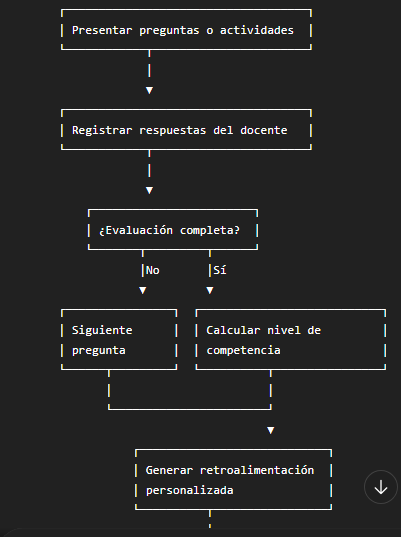 Presentar preguntas o actividades
Registrar respuestas del docente
¿Evaluación completa?
No Sí
Siguiente
pregunta
Calcular nivel de
competencia
Generar retroalimentación
personalizada